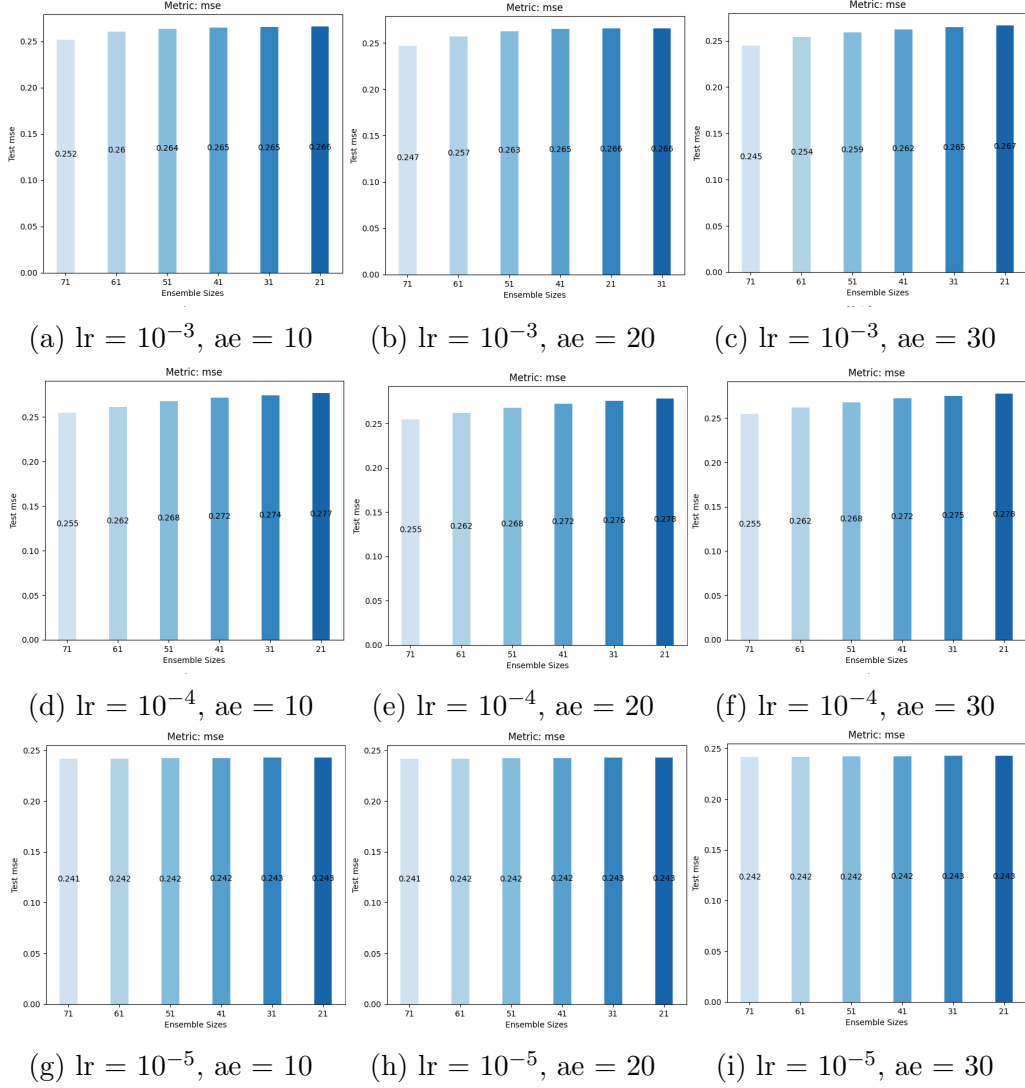 Metric: mse
Test mse
0.25
0.20
0.15
0.10
0.05
0.00
0.252 0.26 0.264 0.265 0.265 0.266
71 61 51 41 31 21
Ensemble Sizes
(a) lr = 10⁻³, ae = 10
Metric: mse
Test mse
0.25
0.20
0.15
0.10
0.05
0.00
0.247 0.257 0.263 0.265 0.266 0.266
71 61 51 41 21 31
Ensemble Sizes
(b) lr = 10⁻³, ae = 20
Metric: mse
Test mse
0.25
0.20
0.15
0.10
0.05
0.00
0.245 0.254 0.259 0.262 0.265 0.267
71 61 51 41 31 21
Ensemble Sizes
(c) lr = 10⁻³, ae = 30
Metric: mse
Test mse
0.25
0.20
0.15
0.10
0.05
0.00
0.255 0.262 0.268 0.272 0.274 0.277
71 61 51 41 31 21
Ensemble Sizes
(d) lr = 10⁻⁴, ae = 10
Metric: mse
Test mse
0.25
0.20
0.15
0.10
0.05
0.00
0.255 0.262 0.268 0.272 0.276 0.278
71 61 51 41 31 21
Ensemble Sizes
(e) lr = 10⁻⁴, ae = 20
Metric: mse
Test mse
0.25
0.20
0.15
0.10
0.05
0.00
0.255 0.262 0.268 0.272 0.275 0.278
71 61 51 41 31 21
Ensemble Sizes
(f) lr = 10⁻⁴, ae = 30
Metric: mse
Test mse
0.25
0.20
0.15
0.10
0.05
0.00
0.241 0.242 0.242 0.242 0.243 0.243
71 61 51 41 31 21
Ensemble Sizes
(g) lr = 10⁻⁵, ae = 10
Metric: mse
Test mse
0.25
0.20
0.15
0.10
0.05
0.00
0.241 0.242 0.242 0.242 0.243 0.243
71 61 51 41 31 21
Ensemble Sizes
(h) lr = 10⁻⁵, ae = 20
Metric: mse
Test mse
0.25
0.20
0.15
0.10
0.05
0.00
0.242 0.242 0.242 0.242 0.243 0.243
71 61 51 41 31 21
Ensemble Sizes
(i) lr = 10⁻⁵, ae = 30